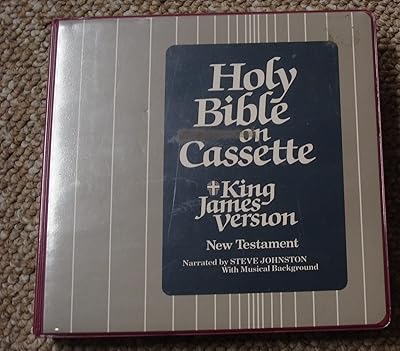 Holy
Bible
on
Cassette
King
James
Version
New Testament
Narrated by STEVE JOHNSTON
With Musical Background